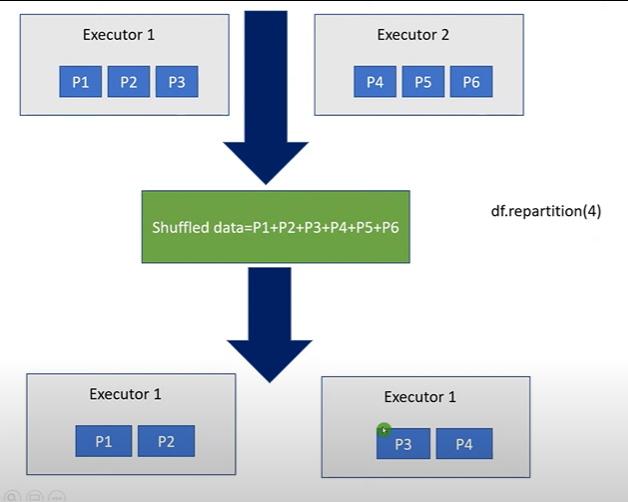 Executor 1
Executor 2
P1 P2 P3
P4 P5 P6
Shuffled data=P1+P2+P3+P4+P5+P6
df.repartition(4)
Executor 1
Executor 1
P1 P2
P3 P4